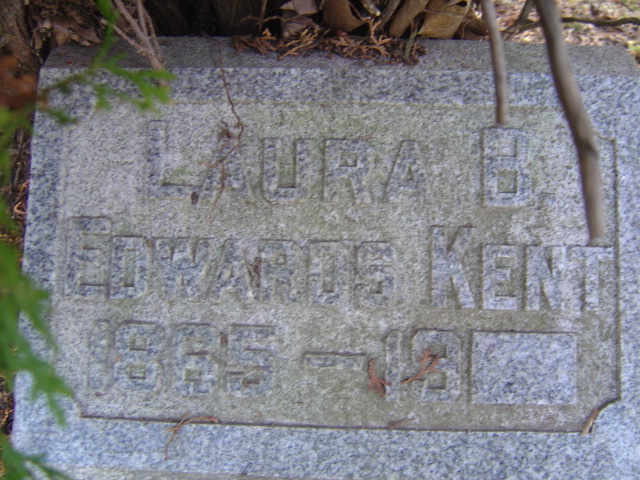 LAURA B.
EDWARDS KENT
1865 – 19